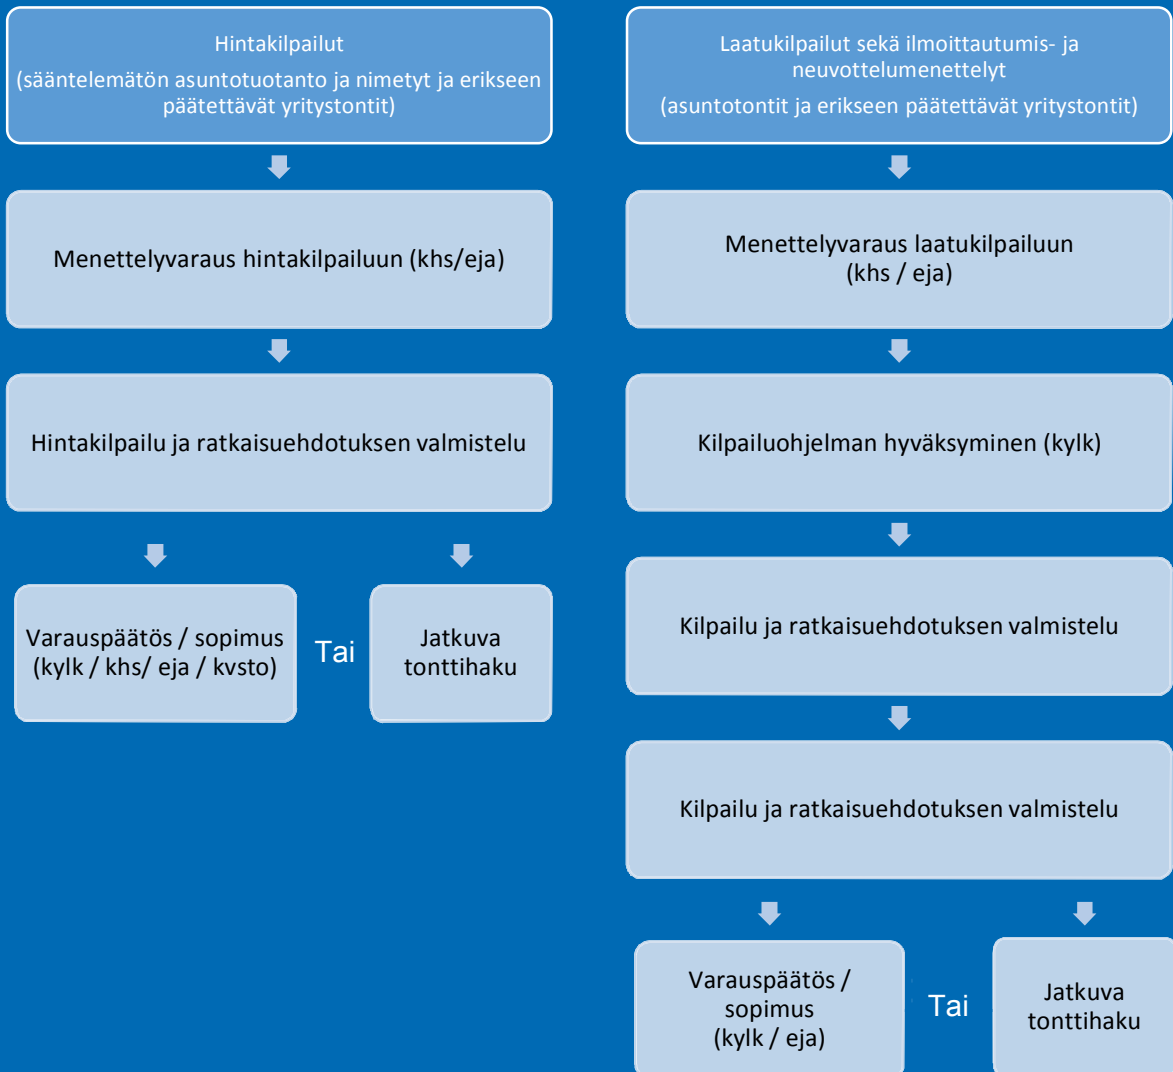 Hintakilpailut
(sääntelemätön asuntotuotanto ja nimetyt ja erikseen
päätettävät yritystontit)
Menettelyvaraus hintakilpailuun (khs/eja)
Hintakilpailu ja ratkaisuehdotuksen valmistelu
Varauspäätös / sopimus
(kylk / khs/ eja / kvsto)
Tai
Jatkuva
tonttihaku
Laatukilpailut sekä ilmoittautumis- ja
neuvottelumenettelyt
(asuntotontit ja erikseen päätettävät yritystontit)
Menettelyvaraus laatukilpailuun
(khs / eja)
Kilpailuohjelman hyväksyminen (kylk)
Kilpailu ja ratkaisuehdotuksen valmistelu
Kilpailu ja ratkaisuehdotuksen valmistelu
Varauspäätös /
sopimus
(kylk / eja)
Tai
Jatkuva
tonttihaku